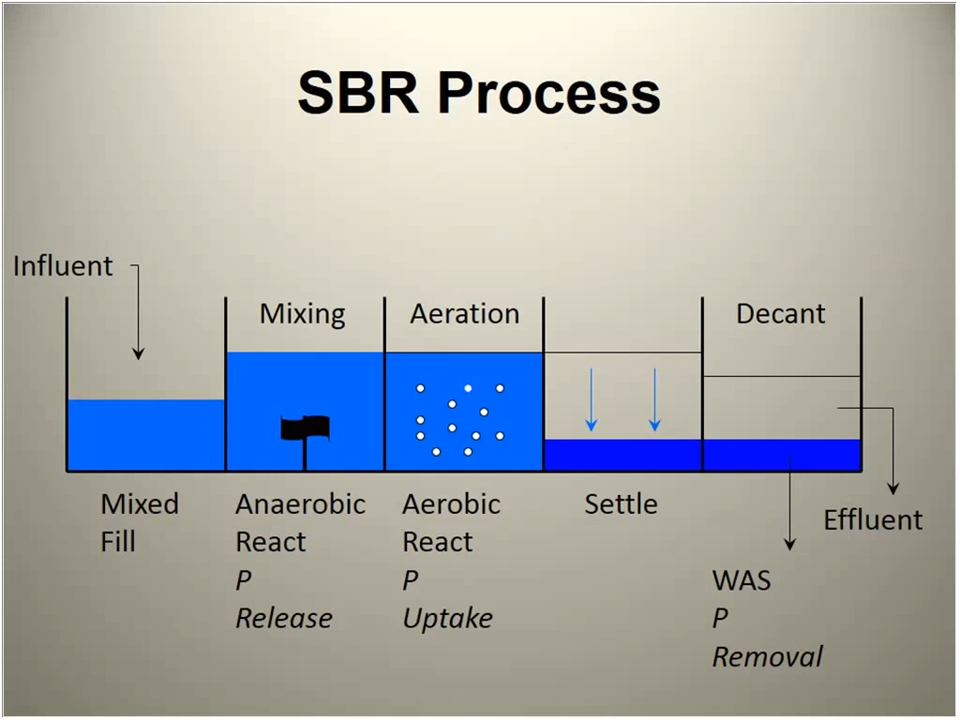 SBR Process
Influent
Mixing
Aeration
Decant
Mixed
Fill
Anaerobic
React
P
Release
Aerobic
React
P
Uptake
Settle
Effluent
WAS
P
Removal